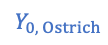 Y0, Ostrich